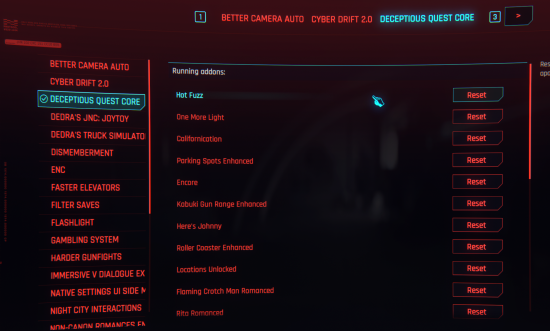 1 BETTER CAMERA AUTO CYBER DRIFT 2.0 DECEPTIOUS QUEST CORE 3 >
BETTER CAMERA AUTO
CYBER DRIFT 2.0
DECEPTIOUS QUEST CORE
DEDRA'S JNC: JOYTOY
DEDRA'S TRUCK SIMULATO
DISMEMBERMENT
ENC
FASTER ELEVATORS
FILTER SAVES
FLASHLIGHT
GAMBLING SYSTEM
HARDER GUNFIGHTS
IMMERSIVE V DIALOGUE EX
NATIVE SETTINGS UI SIDE M
NIGHT CITY INTERACTIONS
NON-CANON ROMANCES EN
Running addons:
Hot Fuzz Reset
One More Light Reset
Californication Reset
Parking Spots Enhanced Reset
Encore Reset
Kabuki Gun Range Enhanced Reset
Here's Johnny Reset
Roller Coaster Enhanced Reset
Locations Unlocked Reset
Flaming Crotch Man Romanced Reset
Rita Romanced Reset
Res